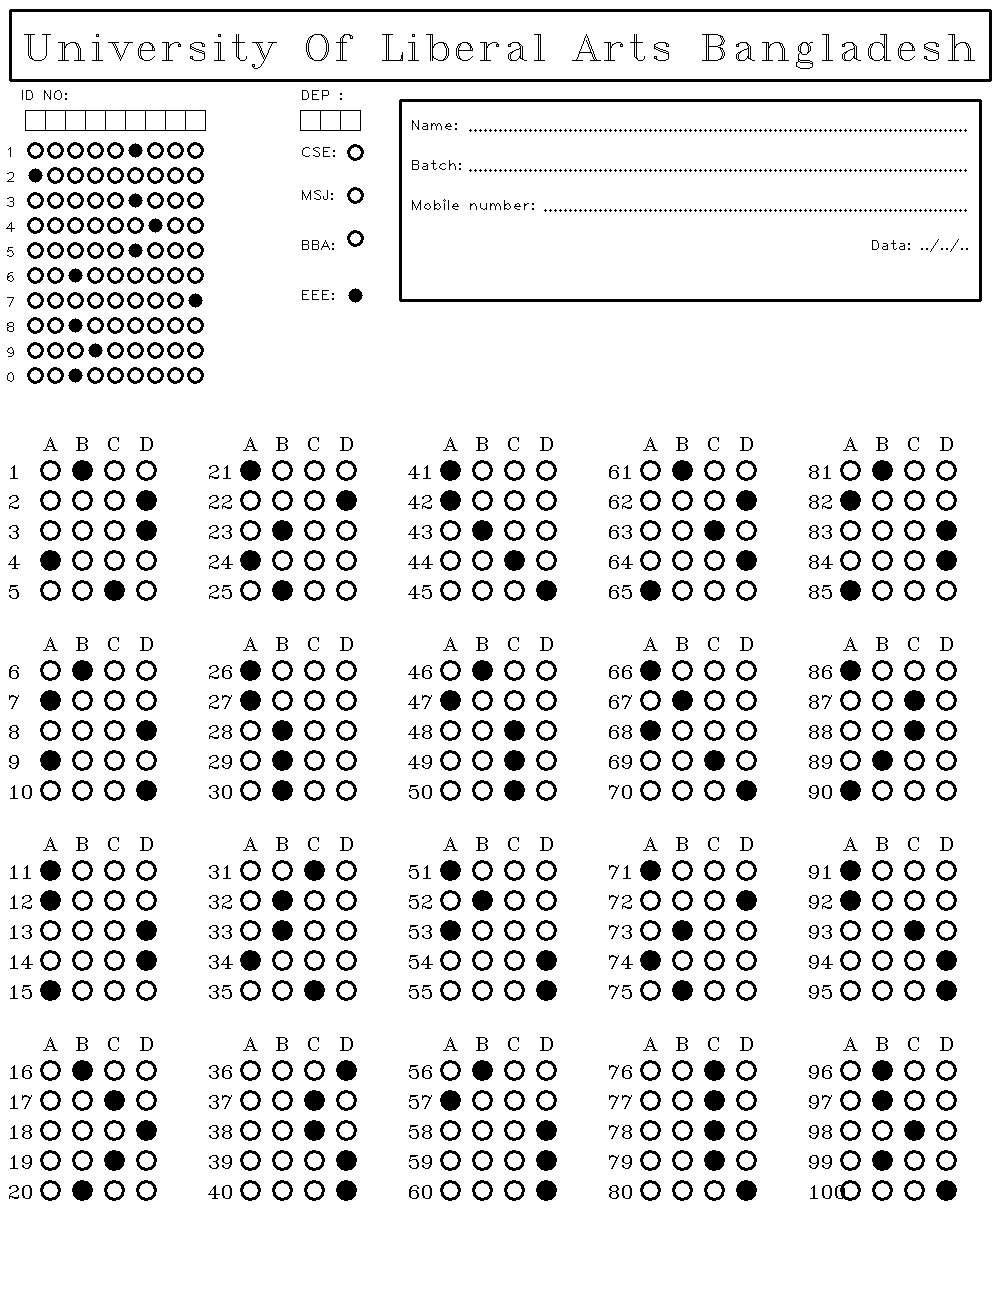 University Of Liberal Arts Bangladesh
ID NO:
DEP :
Name: ........................................
Batch: ........................................
Mobile number: ........................................
Data: ../../..
CSE:
MSJ:
BBA:
EEE:
1
2
3
4
5
6
7
8
9
0
A B C D A B C D A B C D A B C D A B C D
1 21 41 61 81
2 22 42 62 82
3 23 43 63 83
4 24 44 64 84
5 25 45 65 85
A B C D A B C D A B C D A B C D A B C D
6 26 46 66 86
7 27 47 67 87
8 28 48 68 88
9 29 49 69 89
10 30 50 70 90
A B C D A B C D A B C D A B C D A B C D
11 31 51 71 91
12 32 52 72 92
13 33 53 73 93
14 34 54 74 94
15 35 55 75 95
A B C D A B C D A B C D A B C D A B C D
16 36 56 76 96
17 37 57 77 97
18 38 58 78 98
19 39 59 79 99
20 40 60 80 100